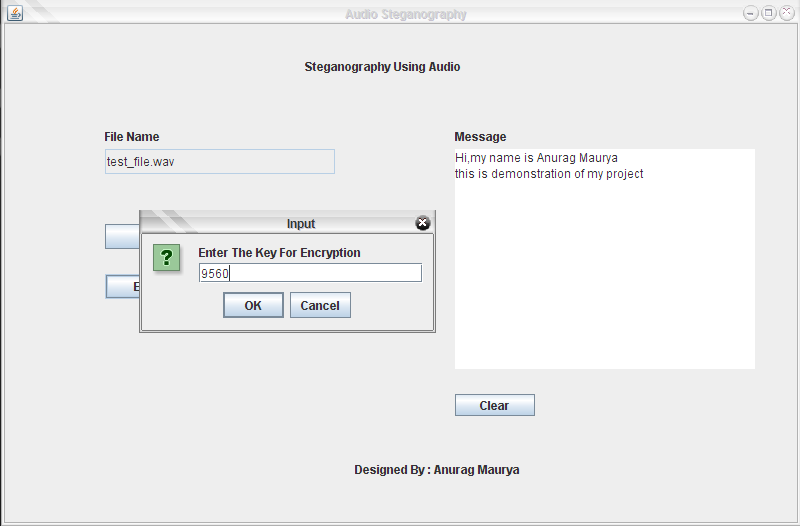 Audio Steganography
Steganography Using Audio
File Name
test_file.wav
Message
Hi,my name is Anurag Maurya
this is demonstration of my project
Input
?
Enter The Key For Encryption
9560
OK
Cancel
E
Clear
Designed By : Anurag Maurya